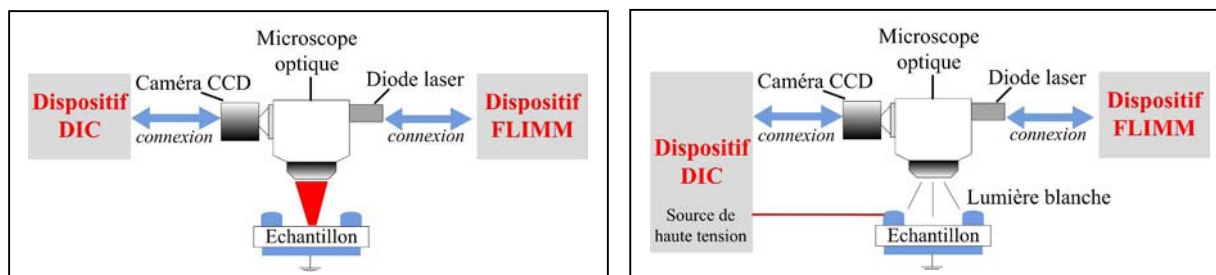 Microscope
optique
Caméra CCD
Diode laser
Dispositif
DIC
connexion
connexion
Dispositif
FLIMM
Echantillon
Microscope
optique
Caméra CCD
Diode laser
Dispositif
DIC
connexion
connexion
Dispositif
FLIMM
Lumière blanche
Source de
haute tension
Echantillon